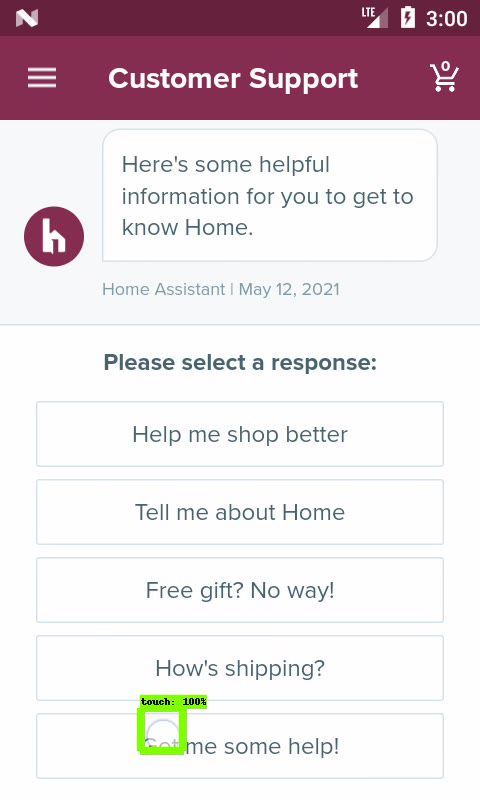 LTE 3:00
Customer Support
0
Here's some helpful
information for you to get to
know Home.
h
Home Assistant | May 12, 2021
Please select a response:
Help me shop better
Tell me about Home
Free gift? No way!
How's shipping?
touch: 100%
Get me some help!